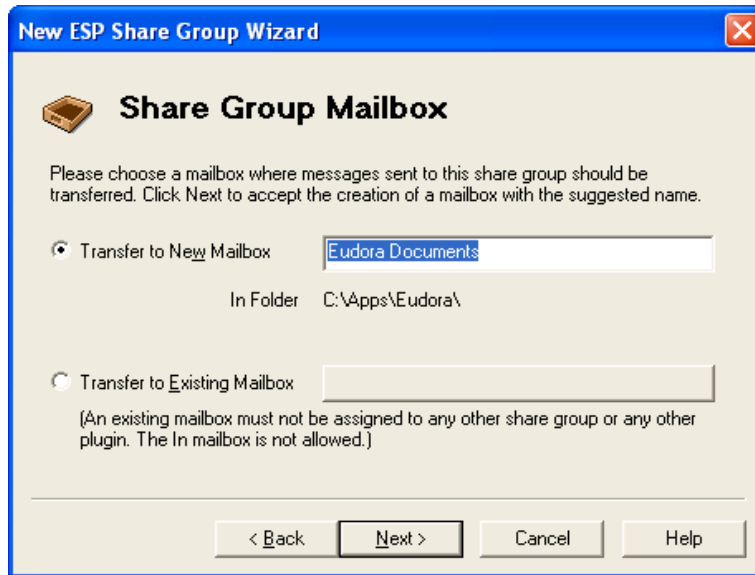 New ESP Share Group Wizard
Share Group Mailbox
Please choose a mailbox where messages sent to this share group should be
transferred. Click Next to accept the creation of a mailbox with the suggested name.
Transfer to New Mailbox
Eudora Documents
In Folder
C:\Apps\Eudora\
Transfer to Existing Mailbox
(An existing mailbox must not be assigned to any other share group or any other
plugin. The In mailbox is not allowed.)
< Back
Next >
Cancel
Help